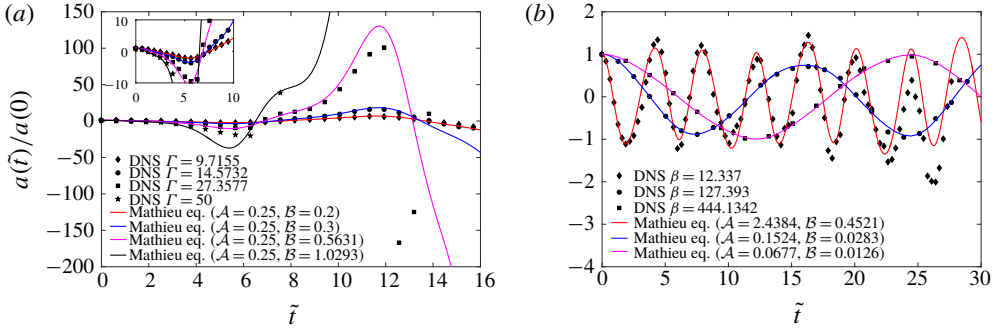 (a)
100
50
0
−50
−100
−150
−200
a(t̃)/a(0)
10
0
−10
0
5
10
DNS Γ = 9.7155
DNS Γ = 14.5732
DNS Γ = 27.3577
DNS Γ = 50
Mathieu eq. (𝒜 = 0.25, ℬ = 0.2)
Mathieu eq. (𝒜 = 0.25, ℬ = 0.3)
Mathieu eq. (𝒜 = 0.25, ℬ = 0.5631)
Mathieu eq. (𝒜 = 0.25, ℬ = 1.0293)
0 2 4 6 8 10 12 14 16
t̃
(b)
2
1
0
−1
−2
−3
−4
DNS β = 12.337
DNS β = 127.393
DNS β = 444.1342
Mathieu eq. (𝒜 = 2.4384, ℬ = 0.4521)
Mathieu eq. (𝒜 = 0.1524, ℬ = 0.0283)
Mathieu eq. (𝒜 = 0.0677, ℬ = 0.0126)
0 5 10 15 20 25 30
t̃